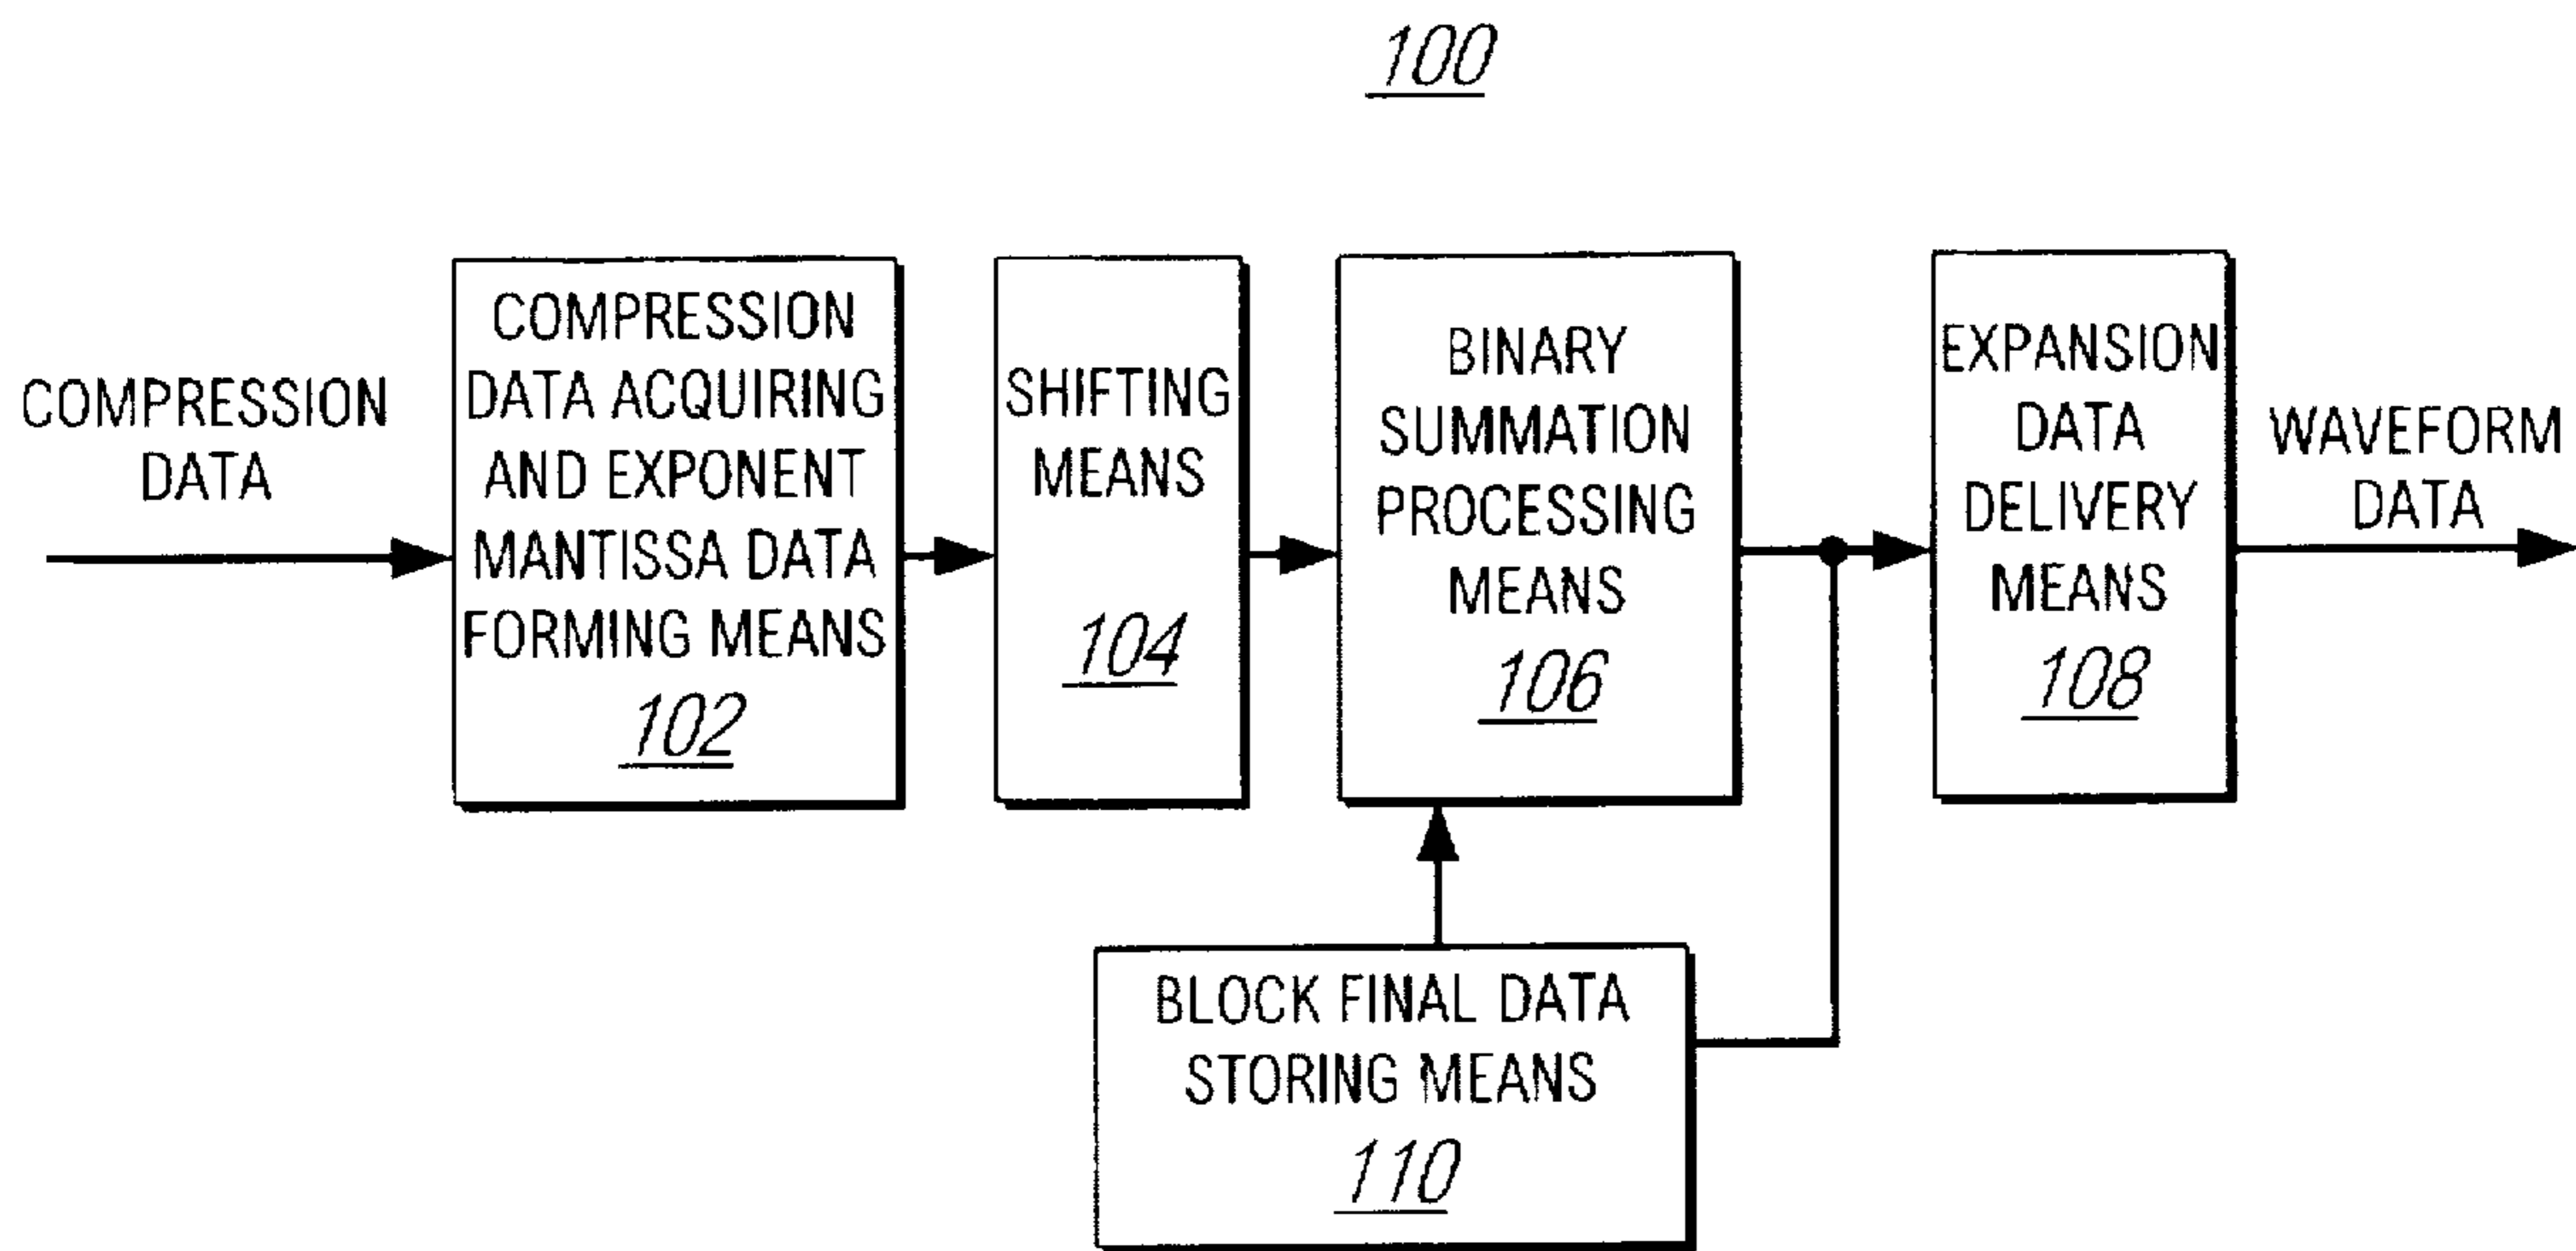 100
COMPRESSION
DATA
COMPRESSION
DATA ACQUIRING
AND EXPONENT
MANTISSA DATA
FORMING MEANS
102
SHIFTING
MEANS
104
BINARY
SUMMATION
PROCESSING
MEANS
106
EXPANSION
DATA
DELIVERY
MEANS
108
WAVEFORM
DATA
BLOCK FINAL DATA
STORING MEANS
110